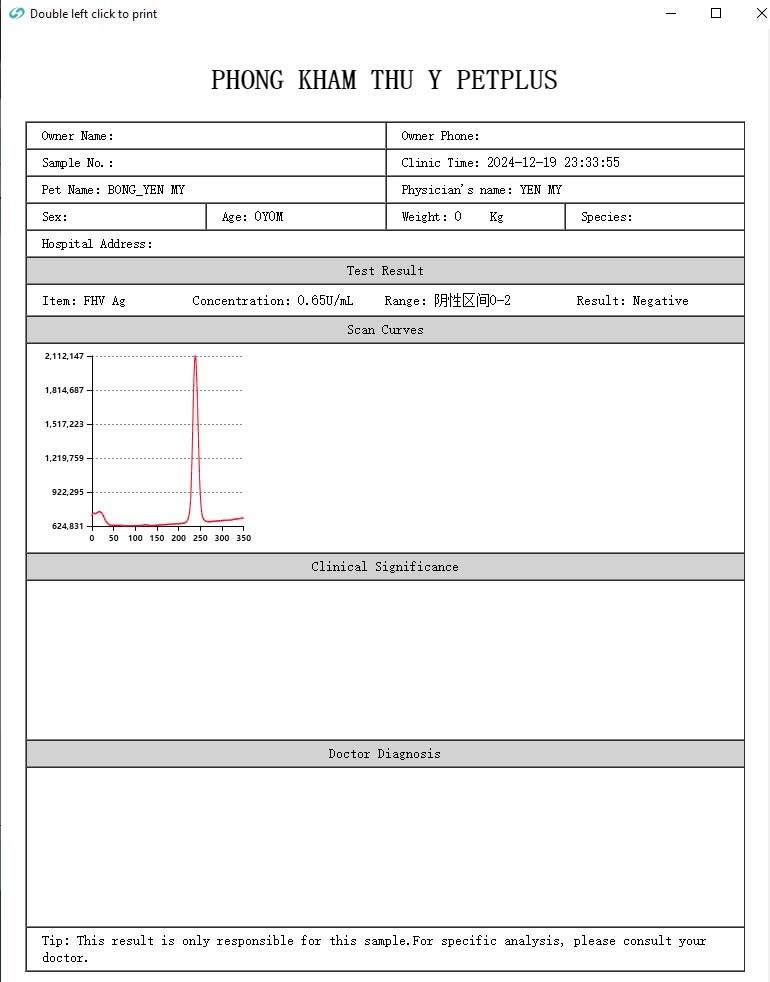 Double left click to print
PHONG KHAM THU Y PETPLUS
Owner Name:
Owner Phone:
Sample No.:
Clinic Time: 2024-12-19 23:33:55
Pet Name: BONG_YEN MY
Physician's name: YEN MY
Sex:
Age: 0Y0M
Weight: 0 Kg
Species:
Hospital Address:
Test Result
Item: FHV Ag
Concentration: 0.65U/mL
Range: 阴性区间0-2
Result: Negative
Scan Curves
2,112,147
1,814,687
1,517,223
1,219,759
922,295
624,831
0 50 100 150 200 250 300 350
Clinical Significance
Doctor Diagnosis
Tip: This result is only responsible for this sample.For specific analysis, please consult your
doctor.